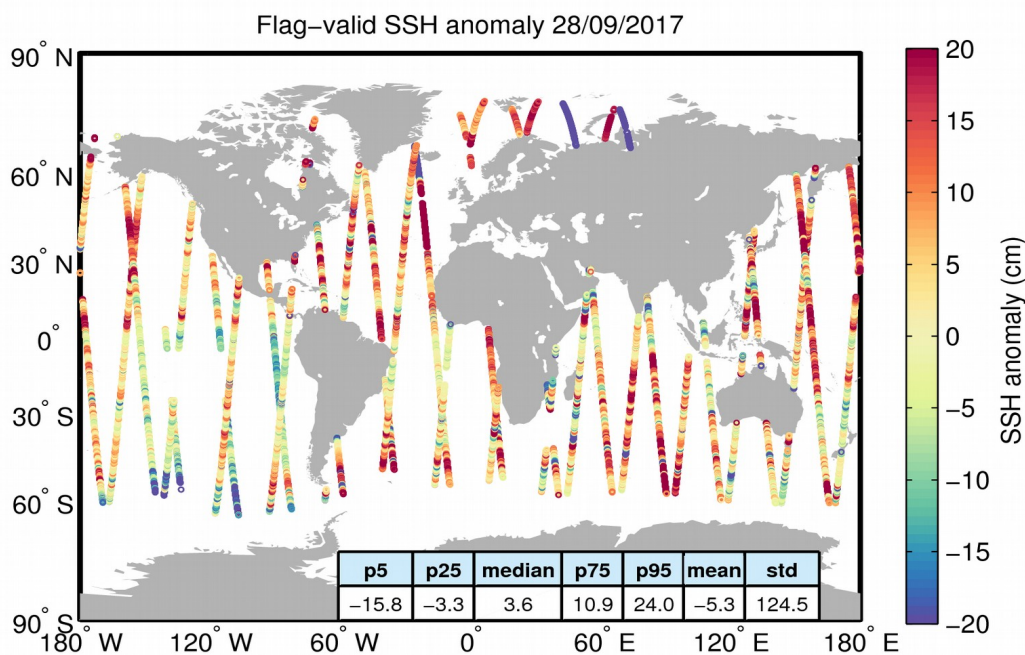 Flag−valid SSH anomaly 28/09/2017
90° N
60° N
30° N
0°
30° S
60° S
90° S
180° W
120° W
60° W
0°
60° E
120° E
180° E
p5 p25 median p75 p95 mean std
−15.8 −3.3 3.6 10.9 24.0 −5.3 124.5
20
15
10
5
0
−5
−10
−15
−20
SSH anomaly (cm)